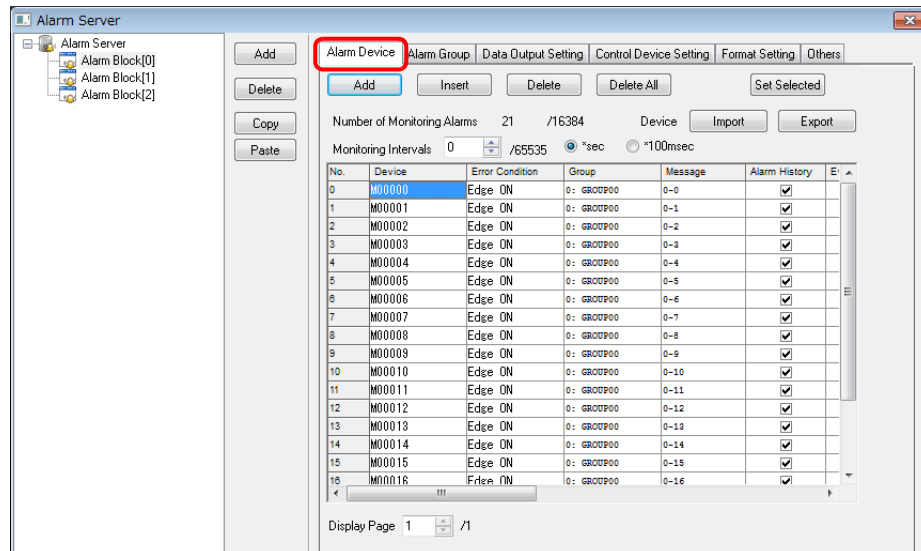 Alarm Server
Alarm Server
Alarm Block[0]
Alarm Block[1]
Alarm Block[2]
Add
Delete
Copy
Paste
Alarm Device Alarm Group Data Output Setting Control Device Setting Format Setting Others
Add Insert Delete Delete All Set Selected
Number of Monitoring Alarms 21 /16384 Device Import Export
Monitoring Intervals 0 /65535 *sec *100msec
No. Device Error Condition Group Message Alarm History
0 M00000 Edge ON 0: GROUP00 0-0
1 M00001 Edge ON 0: GROUP00 0-1
2 M00002 Edge ON 0: GROUP00 0-2
3 M00003 Edge ON 0: GROUP00 0-3
4 M00004 Edge ON 0: GROUP00 0-4
5 M00005 Edge ON 0: GROUP00 0-5
6 M00006 Edge ON 0: GROUP00 0-6
7 M00007 Edge ON 0: GROUP00 0-7
8 M00008 Edge ON 0: GROUP00 0-8
9 M00009 Edge ON 0: GROUP00 0-9
10 M00010 Edge ON 0: GROUP00 0-10
11 M00011 Edge ON 0: GROUP00 0-11
12 M00012 Edge ON 0: GROUP00 0-12
13 M00013 Edge ON 0: GROUP00 0-13
14 M00014 Edge ON 0: GROUP00 0-14
15 M00015 Edge ON 0: GROUP00 0-15
16 M00016 Edge ON 0: GROUP00 0-16
Display Page 1 /1